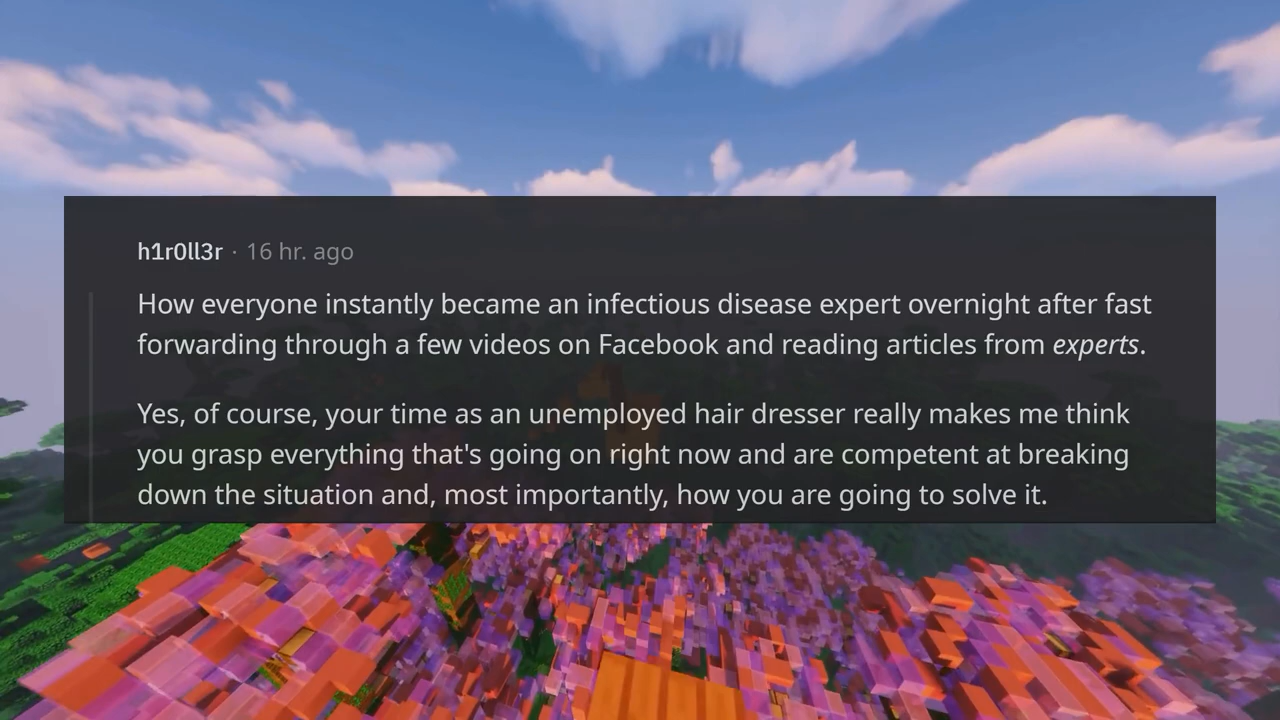 h1r0ll3r · 16 hr. ago
How everyone instantly became an infectious disease expert overnight after fast
forwarding through a few videos on Facebook and reading articles from experts.
Yes, of course, your time as an unemployed hair dresser really makes me think
you grasp everything that's going on right now and are competent at breaking
down the situation and, most importantly, how you are going to solve it.